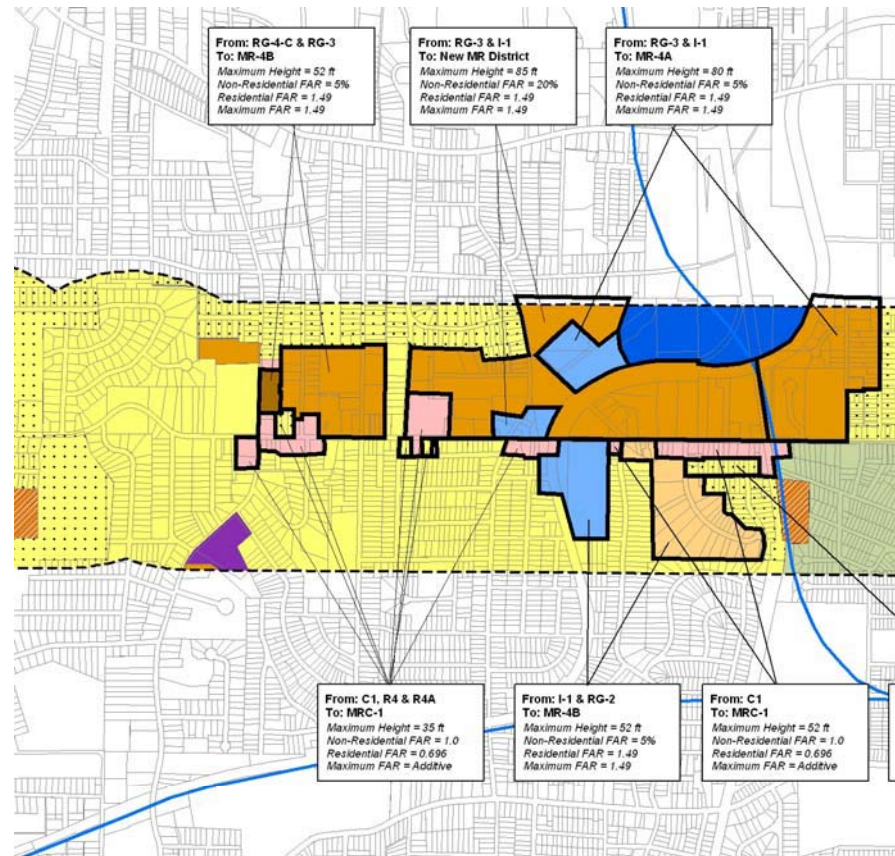 From: RG-4-C & RG-3
To: MR-4B
Maximum Height = 52 ft
Non-Residential FAR = 5%
Residential FAR = 1.49
Maximum FAR = 1.49
From: RG-3 & I-1
To: New MR District
Maximum Height = 85 ft
Non-Residential FAR = 20%
Residential FAR = 1.49
Maximum FAR = 1.49
From: RG-3 & I-1
To: MR-4A
Maximum Height = 80 ft
Non-Residential FAR = 5%
Residential FAR = 1.49
Maximum FAR = 1.49
From: C1, R4 & R4A
To: MRC-1
Maximum Height = 35 ft
Non-Residential FAR = 1.0
Residential FAR = 0.696
Maximum FAR = Additive
From: I-1 & RG-2
To: MR-4B
Maximum Height = 52 ft
Non-Residential FAR = 5%
Residential FAR = 1.49
Maximum FAR = 1.49
From: C1
To: MRC-1
Maximum Height = 52 ft
Non-Residential FAR = 1.0
Residential FAR = 0.696
Maximum FAR = Additive